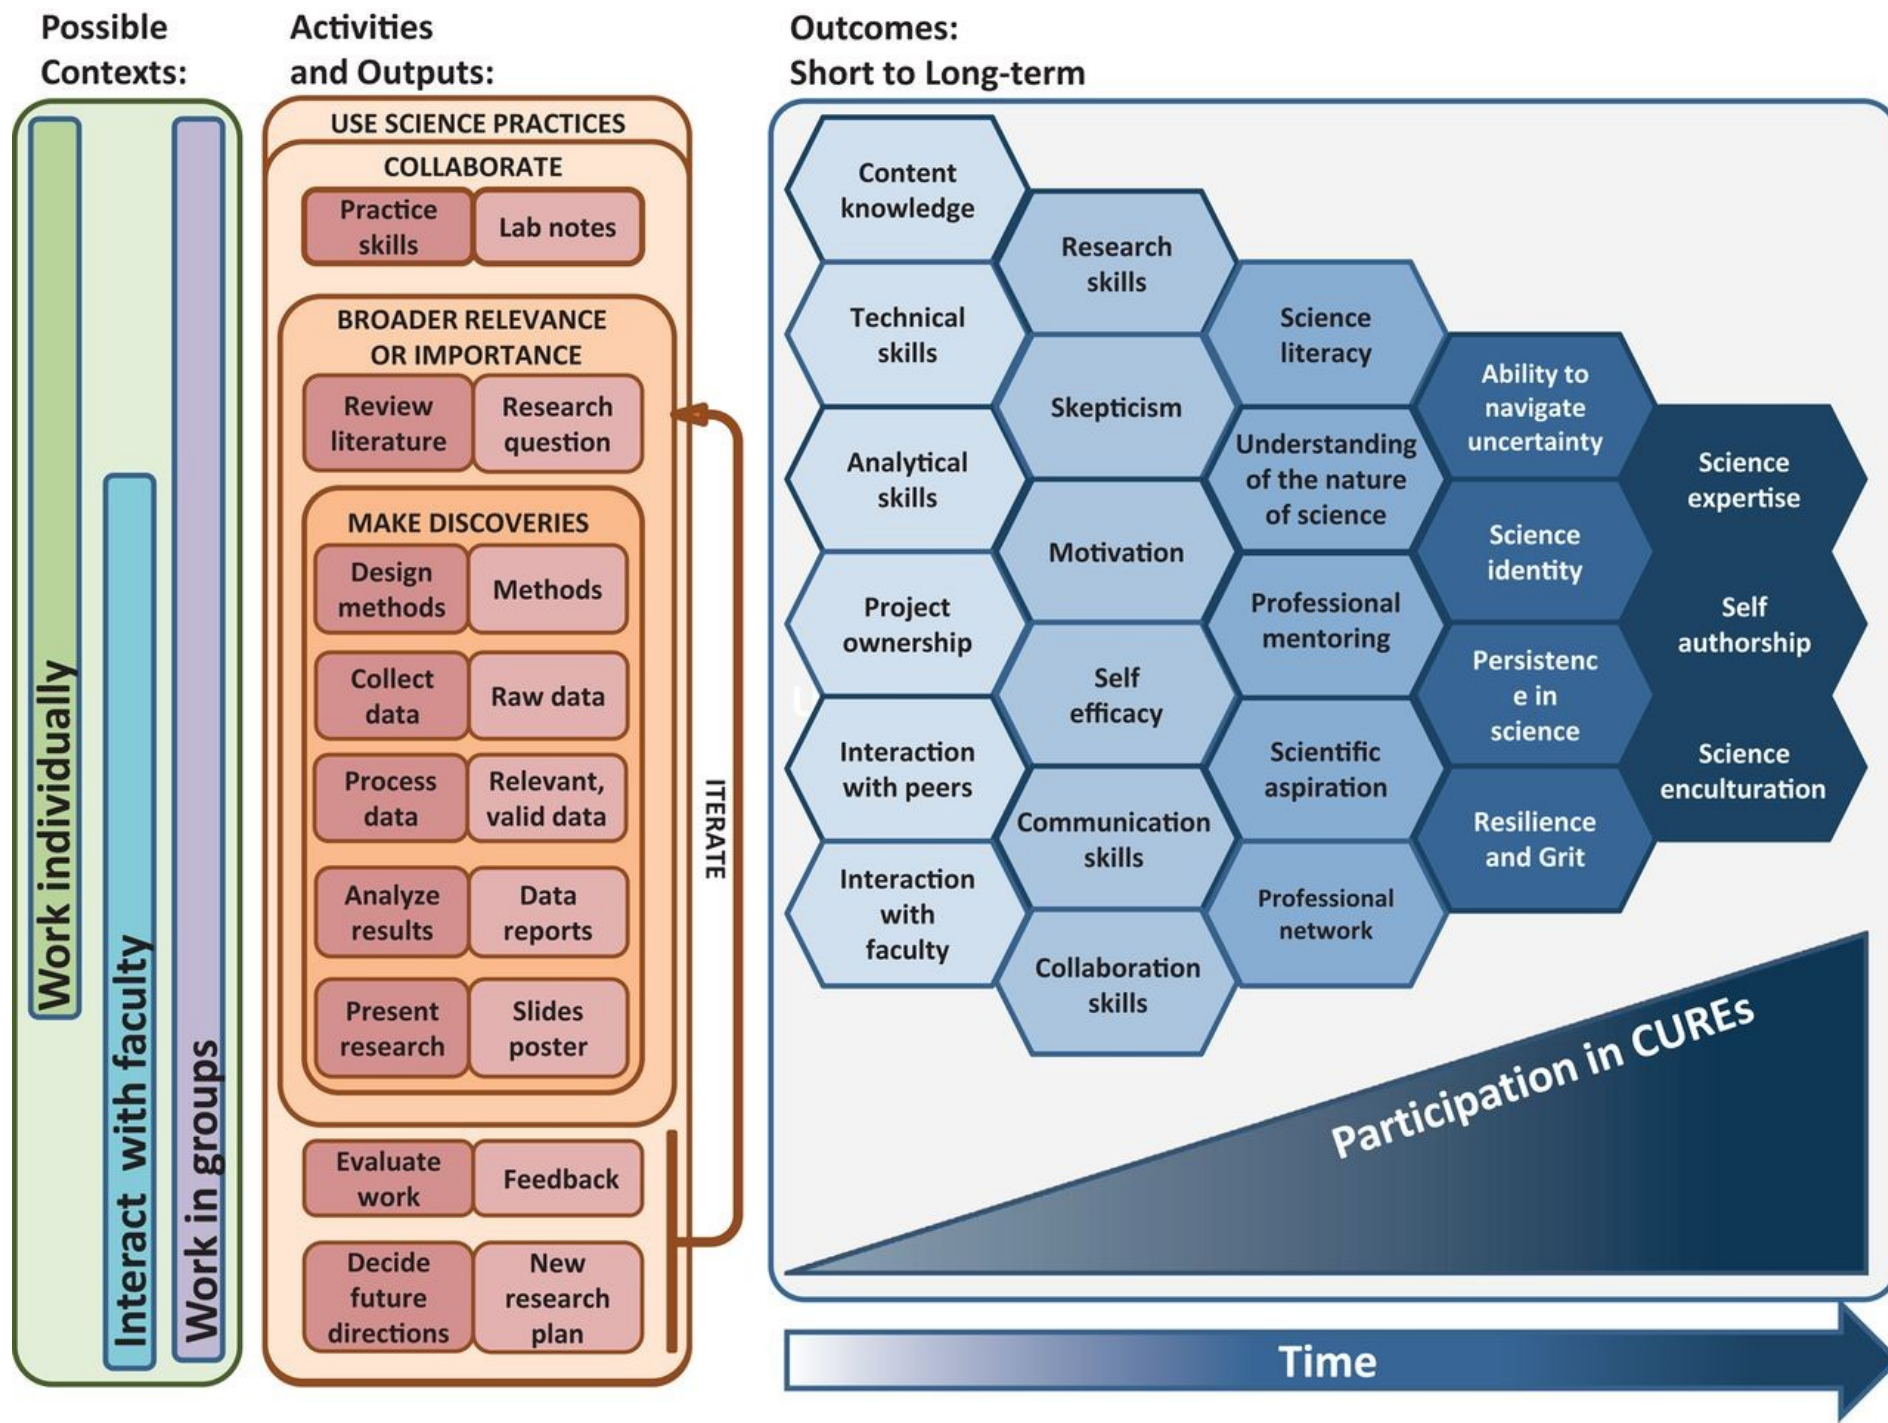 Possible
Contexts:
Work individually
Interact with faculty
Work in groups
Activities
and Outputs:
USE SCIENCE PRACTICES
COLLABORATE
Practice
skills
Lab notes
BROADER RELEVANCE
OR IMPORTANCE
Review
literature
Research
question
MAKE DISCOVERIES
Design
methods
Methods
Collect
data
Raw data
Process
data
Relevant,
valid data
Analyze
results
Data
reports
Present
research
Slides
poster
Evaluate
work
Feedback
Decide
future
directions
New
research
plan
ITERATE
Outcomes:
Short to Long-term
Content
knowledge
Technical
skills
Analytical
skills
Project
ownership
Interaction
with peers
Interaction
with
faculty
Research
skills
Skepticism
Motivation
Self
efficacy
Communication
skills
Collaboration
skills
Science
literacy
Understanding
of the nature
of science
Professional
mentoring
Scientific
aspiration
Professional
network
Ability to
navigate
uncertainty
Science
identity
Persistenc
e in
science
Resilience
and Grit
Science
expertise
Self
authorship
Science
enculturation
Participation in CUREs
Time